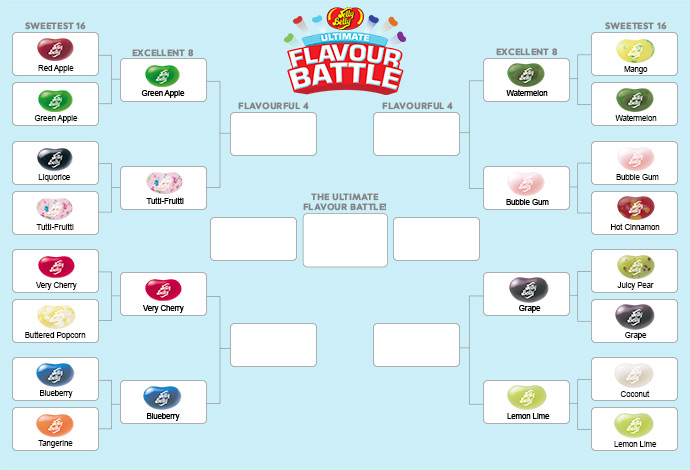 Jelly
Belly
ULTIMATE
FLAVOUR
BATTLE
SWEETEST 16
EXCELLENT 8
FLAVOURFUL 4
FLAVOURFUL 4
EXCELLENT 8
SWEETEST 16
Red Apple
Green Apple
Green Apple
Liquorice
Tutti-Fruitti
Tutti-Fruitti
Very Cherry
Very Cherry
Buttered Popcorn
Blueberry
Blueberry
Tangerine
THE ULTIMATE
FLAVOUR BATTLE!
Watermelon
Mango
Watermelon
Bubble Gum
Bubble Gum
Hot Cinnamon
Grape
Juicy Pear
Grape
Lemon Lime
Coconut
Lemon Lime